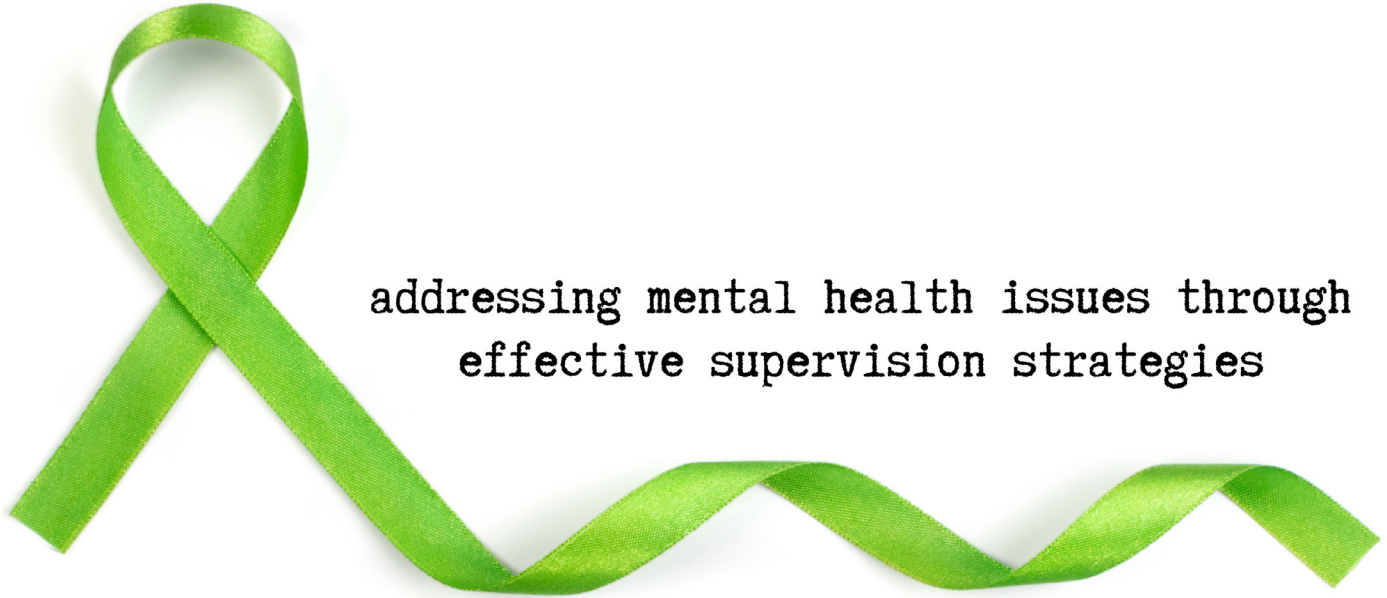 addressing mental health issues through
effective supervision strategies